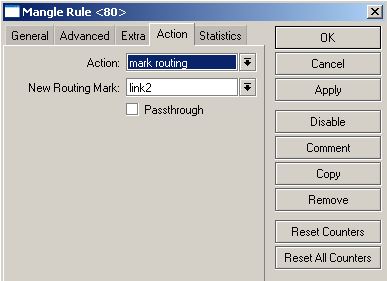 Mangle Rule <80>
General Advanced Extra Action Statistics
Action: mark routing
New Routing Mark: link2
Passthrough
OK
Cancel
Apply
Disable
Comment
Copy
Remove
Reset Counters
Reset All Counters